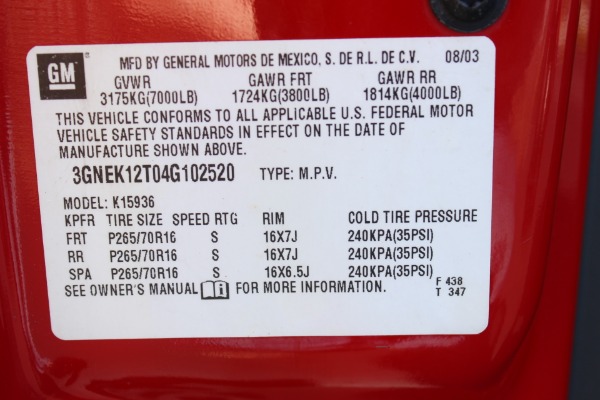 GM MFD BY GENERAL MOTORS DE MEXICO, S. DE R.L. DE C.V. 08/03
GVWR GAWR FRT GAWR RR
3175KG(7000LB) 1724KG(3800LB) 1814KG(4000LB)
THIS VEHICLE CONFORMS TO ALL APPLICABLE U.S. FEDERAL MOTOR
VEHICLE SAFETY STANDARDS IN EFFECT ON THE DATE OF
MANUFACTURE SHOWN ABOVE.
3GNEK12T04G102520 TYPE: M.P.V.
MODEL: K15936
KPFR TIRE SIZE SPEED RTG RIM COLD TIRE PRESSURE
FRT P265/70R16 S 16X7J 240KPA(35PSI)
RR P265/70R16 S 16X7J 240KPA(35PSI)
SPA P265/70R16 S 16X6.5J 240KPA(35PSI)
SEE OWNER'S MANUAL FOR MORE INFORMATION. F 438
T 347